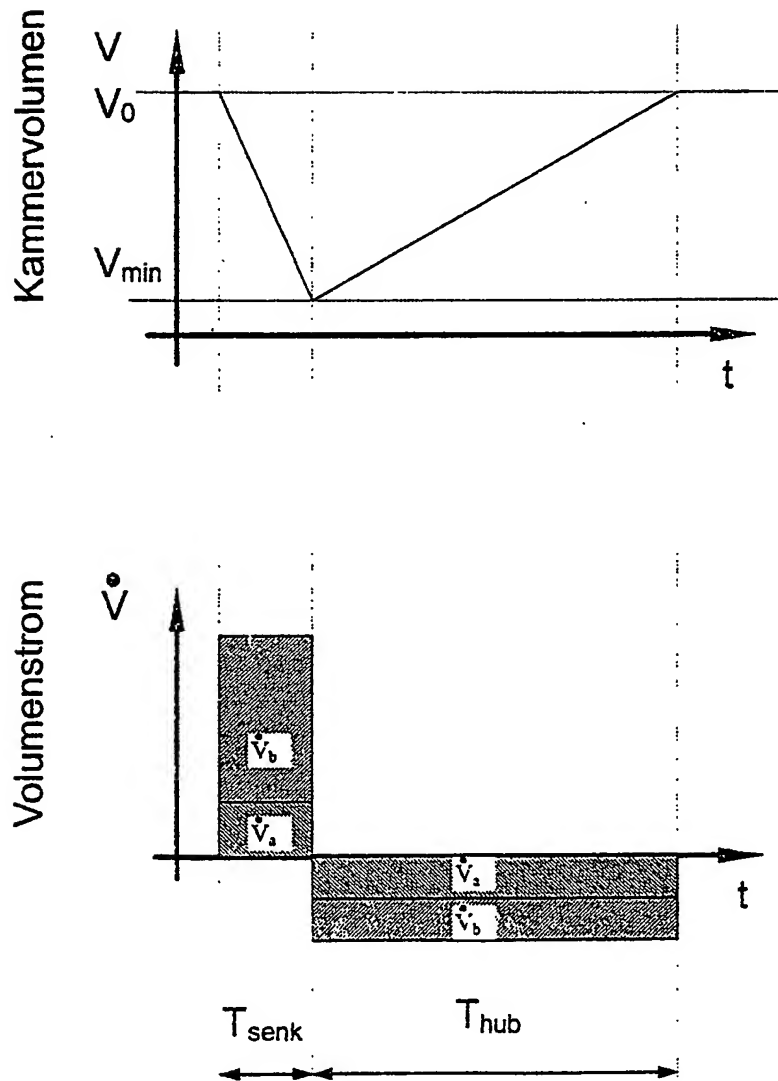 Kammervolumen
V
V₀
Vmin
t
Volumenstrom
V̇
V̇b
V̇a
V̇a
V̇b
t
Tsenk
Thub